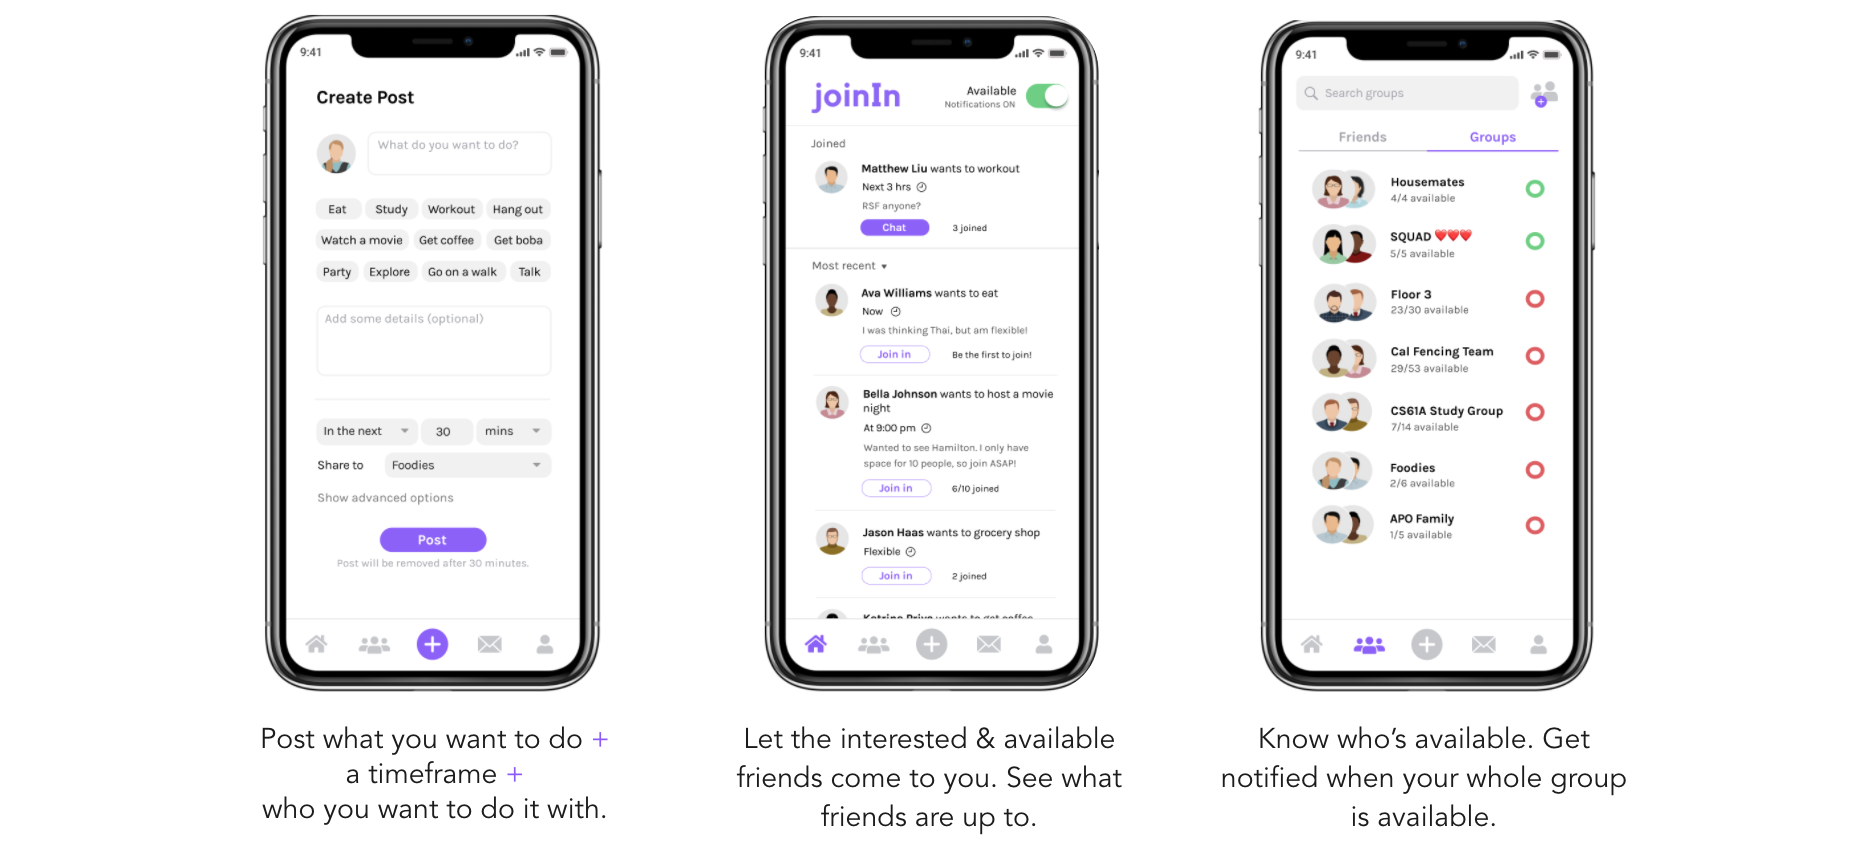 9:41
Create Post
What do you want to do?
Eat Study Workout Hang out
Watch a movie Get coffee Get boba
Party Explore Go on a walk Talk
Add some details (optional)
In the next 30 mins
Share to Foodies
Show advanced options
Post
Post will be removed after 30 minutes.
Post what you want to do +
a timeframe +
who you want to do it with.
9:41
joinIn
Available
Notifications ON
Joined
Matthew Liu wants to workout
Next 3 hrs
RSF anyone?
Chat 3 joined
Most recent
Ava Williams wants to eat
Now
I was thinking Thai, but am flexible!
Join in Be the first to join!
Bella Johnson wants to host a movie
night
At 9:00 pm
Wanted to see Hamilton. I only have
space for 10 people, so join ASAP!
Join in 6/10 joined
Jason Haas wants to grocery shop
Flexible
Join in 2 joined
wants to get coffee
Let the interested & available
friends come to you. See what
friends are up to.
9:41
Search groups
Friends Groups
Housemates
4/4 available
SQUAD ❤️❤️❤️
5/5 available
Floor 3
23/30 available
Cal Fencing Team
29/53 available
CS61A Study Group
7/14 available
Foodies
2/6 available
APO Family
1/5 available
Know who's available. Get
notified when your whole group
is available.